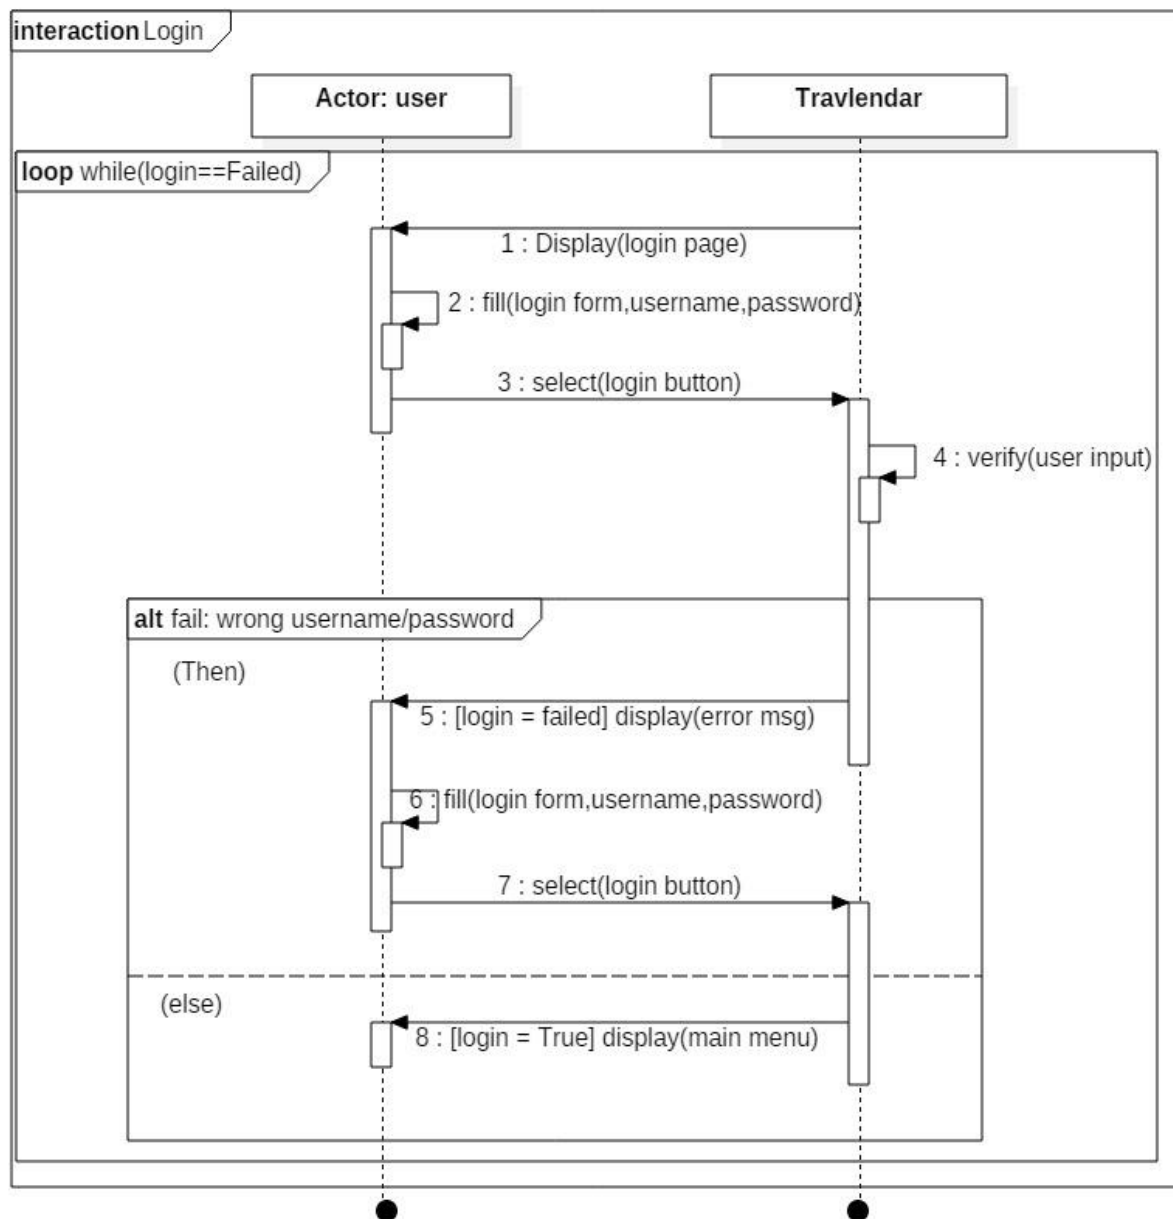 interaction Login
Actor: user
Travlendar
loop while(login==Failed)
1 : Display(login page)
2 : fill(login form,username,password)
3 : select(login button)
4 : verify(user input)
alt fail: wrong username/password
(Then)
5 : [login = failed] display(error msg)
6 : fill(login form,username,password)
7 : select(login button)
(else)
8 : [login = True] display(main menu)